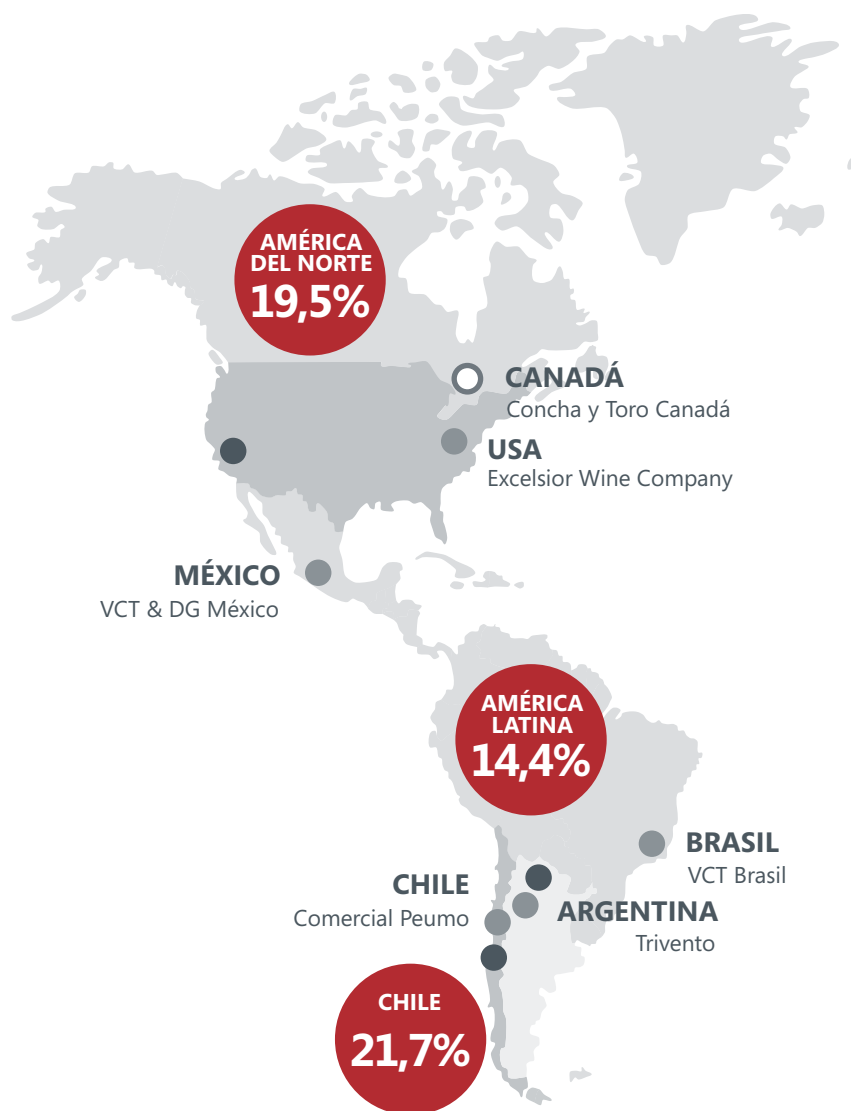 AMÉRICA
DEL NORTE
19,5%
CANADÁ
Concha y Toro Canadá
USA
Excelsior Wine Company
MÉXICO
VCT & DG México
AMÉRICA
LATINA
14,4%
BRASIL
VCT Brasil
CHILE
Comercial Peumo
ARGENTINA
Trivento
CHILE
21,7%